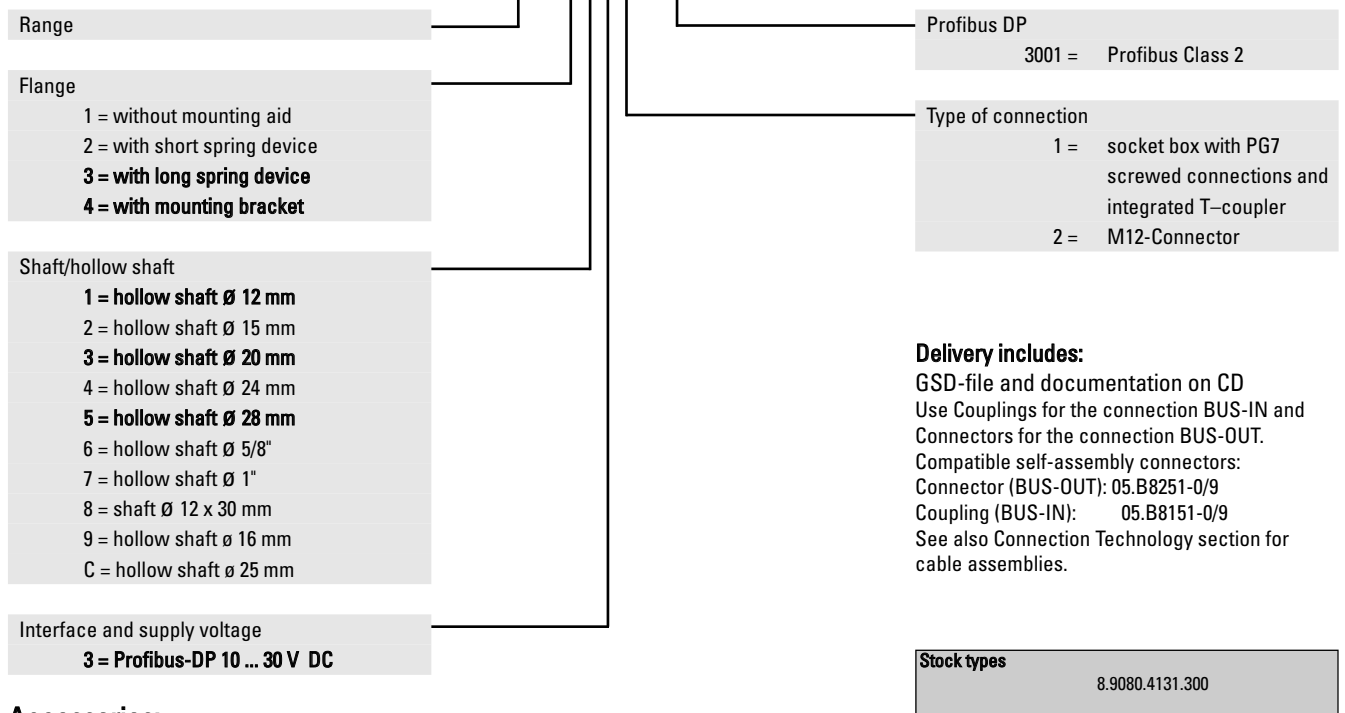 Range
Flange
1 = without mounting aid
2 = with short spring device
3 = with long spring device
4 = with mounting bracket
Shaft/hollow shaft
1 = hollow shaft Ø 12 mm
2 = hollow shaft Ø 15 mm
3 = hollow shaft Ø 20 mm
4 = hollow shaft Ø 24 mm
5 = hollow shaft Ø 28 mm
6 = hollow shaft Ø 5/8"
7 = hollow shaft Ø 1"
8 = shaft Ø 12 x 30 mm
9 = hollow shaft ø 16 mm
C = hollow shaft ø 25 mm
Interface and supply voltage
3 = Profibus-DP 10 ... 30 V DC
Profibus DP
3001 = Profibus Class 2
Type of connection
1 = socket box with PG7
screwed connections and
integrated T–coupler
2 = M12-Connector
Delivery includes:
GSD-file and documentation on CD
Use Couplings for the connection BUS-IN and
Connectors for the connection BUS-OUT.
Compatible self-assembly connectors:
Connector (BUS-OUT): 05.B8251-0/9
Coupling (BUS-IN): 05.B8151-0/9
See also Connection Technology section for
cable assemblies.
Stock types
8.9080.4131.300